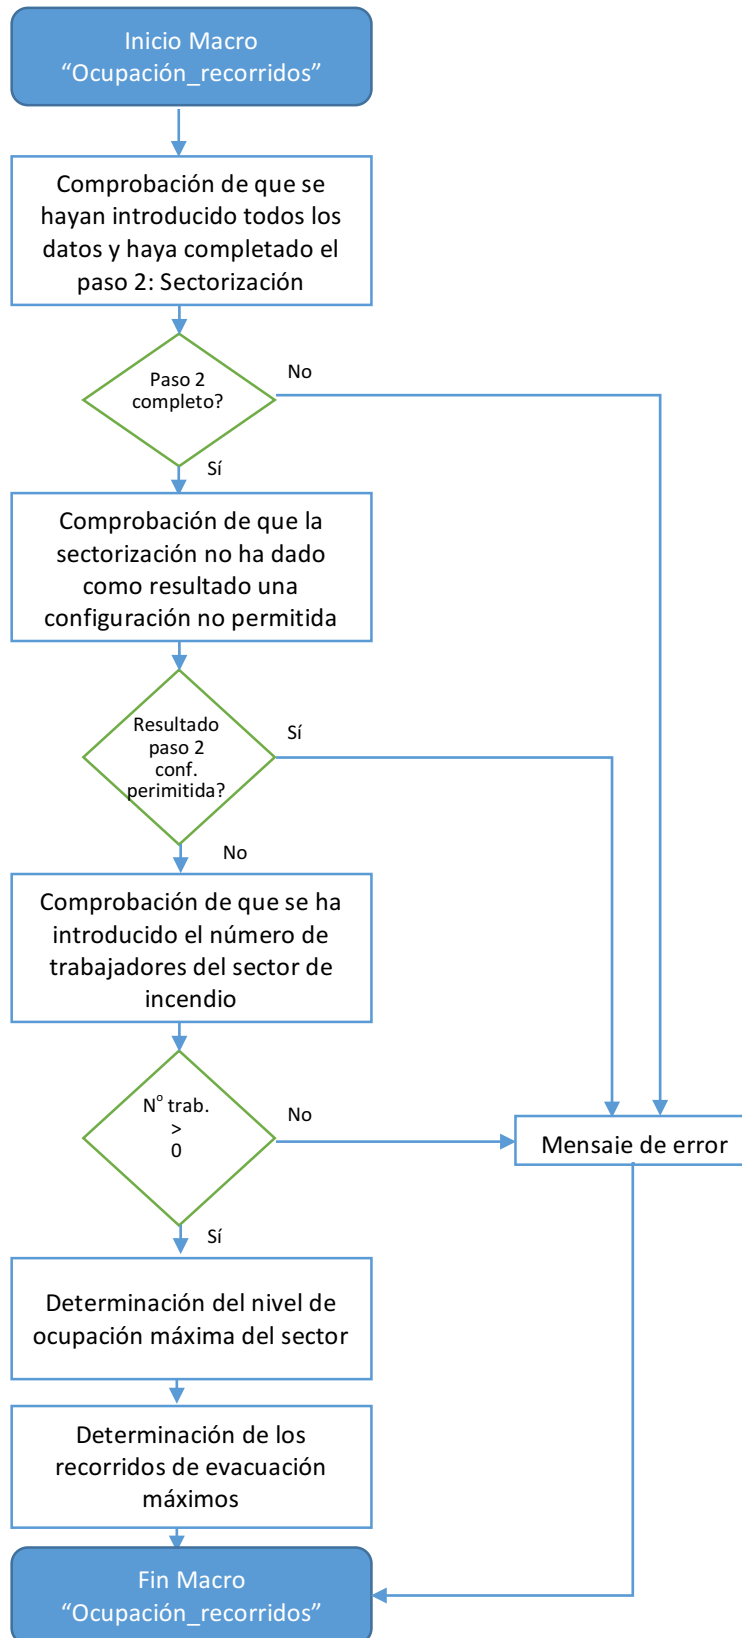 Inicio Macro
“Ocupación_recorridos”
Comprobación de que se
hayan introducido todos los
datos y haya completado el
paso 2: Sectorización
Paso 2
completo?
No
Sí
Comprobación de que la
sectorización no ha dado
como resultado una
configuración no permitida
Resultado
paso 2
conf.
perimitida?
Sí
No
Comprobación de que se ha
introducido el número de
trabajadores del sector de
incendio
Nº trab.
>
0
No
Mensaje de error
Sí
Determinación del nivel de
ocupación máxima del sector
Determinación de los
recorridos de evacuación
máximos
Fin Macro
“Ocupación_recorridos”